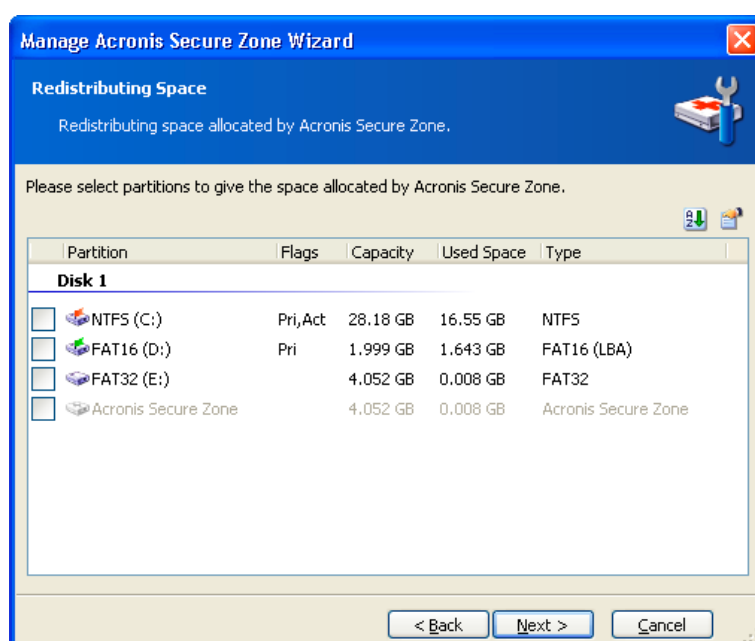 Manage Acronis Secure Zone Wizard
Redistributing Space
Redistributing space allocated by Acronis Secure Zone.
Please select partitions to give the space allocated by Acronis Secure Zone.
Partition Flags Capacity Used Space Type
Disk 1
NTFS (C:) Pri,Act 28.18 GB 16.55 GB NTFS
FAT16 (D:) Pri 1.999 GB 1.643 GB FAT16 (LBA)
FAT32 (E:) 4.052 GB 0.008 GB FAT32
Acronis Secure Zone 4.052 GB 0.008 GB Acronis Secure Zone
< Back Next > Cancel